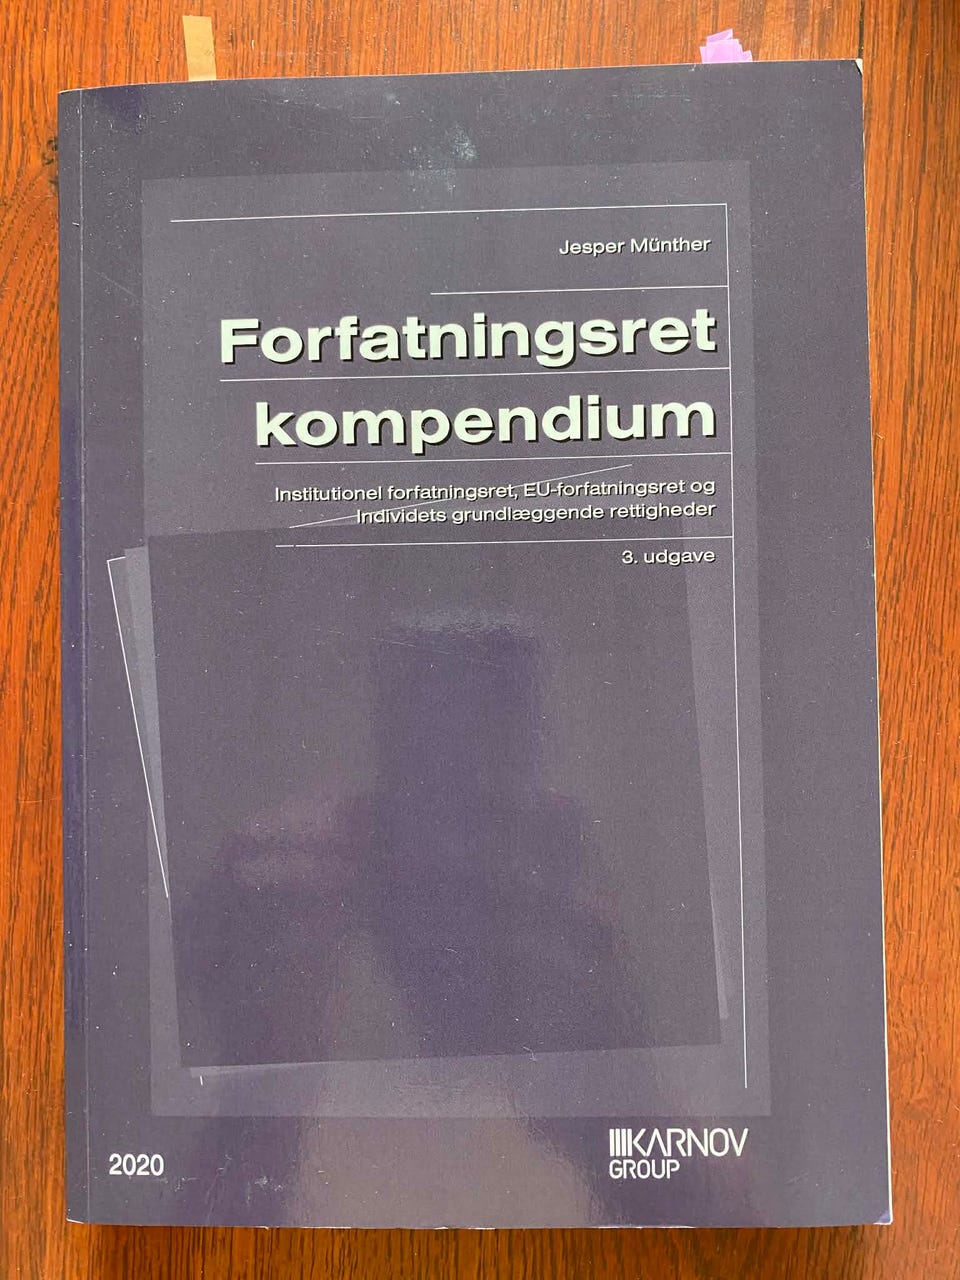 Jesper Münther
Forfatningsret
kompendium
Institutionel forfatningsret, EU-forfatningsret og
Individets grundlæggende rettigheder
3. udgave
2020
KARNOV
GROUP